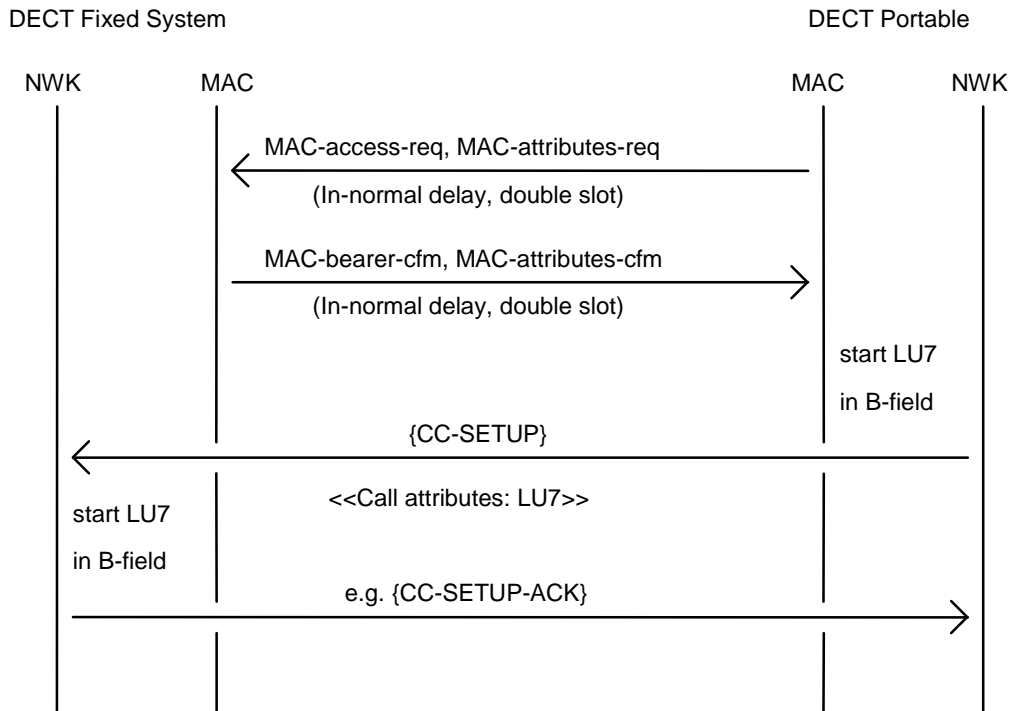 DECT Fixed System DECT Portable
NWK MAC MAC NWK
MAC-access-req, MAC-attributes-req
(In-normal delay, double slot)
MAC-bearer-cfm, MAC-attributes-cfm
(In-normal delay, double slot)
start LU7
in B-field
{CC-SETUP}
<<Call attributes: LU7>>
start LU7
in B-field
e.g. {CC-SETUP-ACK}